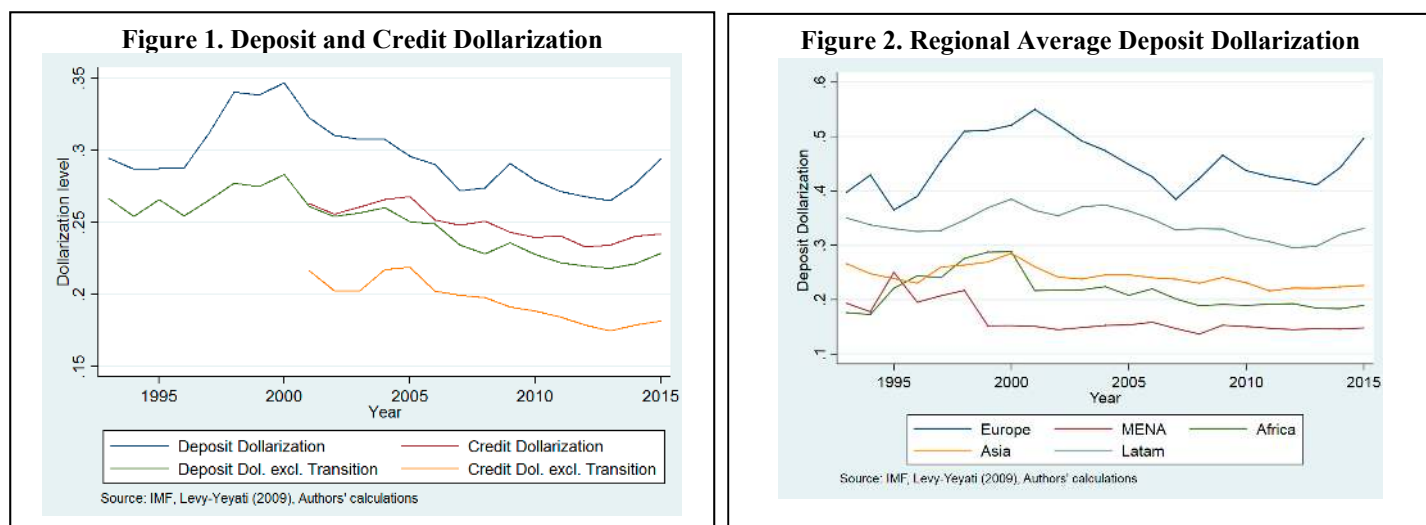 Figure 1. Deposit and Credit Dollarization
.35
.3
.25
.2
.15
Dollarization level
1995 2000 2005 2010 2015
Year
Deposit Dollarization Credit Dollarization
Deposit Dol. excl. Transition Credit Dol. excl. Transition
Source: IMF, Levy-Yeyati (2009), Authors' calculations
Figure 2. Regional Average Deposit Dollarization
.6
.5
.4
.3
.2
.1
Deposit Dollarization
1995 2000 2005 2010 2015
Year
Europe MENA Africa
Asia Latam
Source: IMF, Levy-Yeyati (2009), Authors' calculations